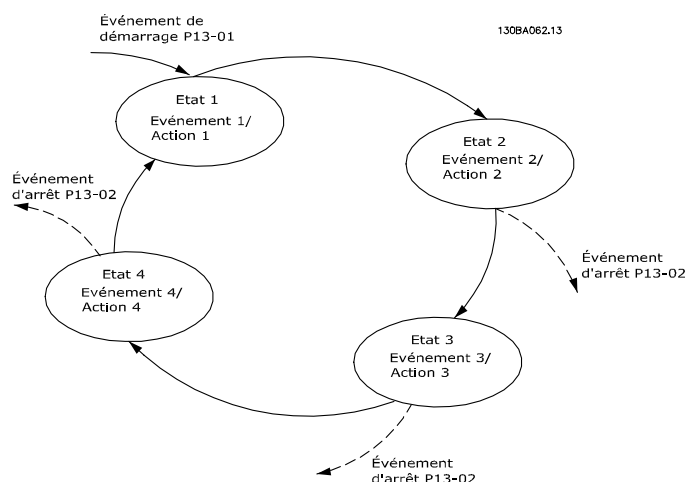 Événement de
démarrage P13-01
130BA062.13
Etat 1
Evénement 1/
Action 1
Etat 2
Evénement 2/
Action 2
Événement
d'arrêt P13-02
Événement
d'arrêt P13-02
Etat 4
Evénement 4/
Action 4
Etat 3
Evénement 3/
Action 3
Événement
d'arrêt P13-02